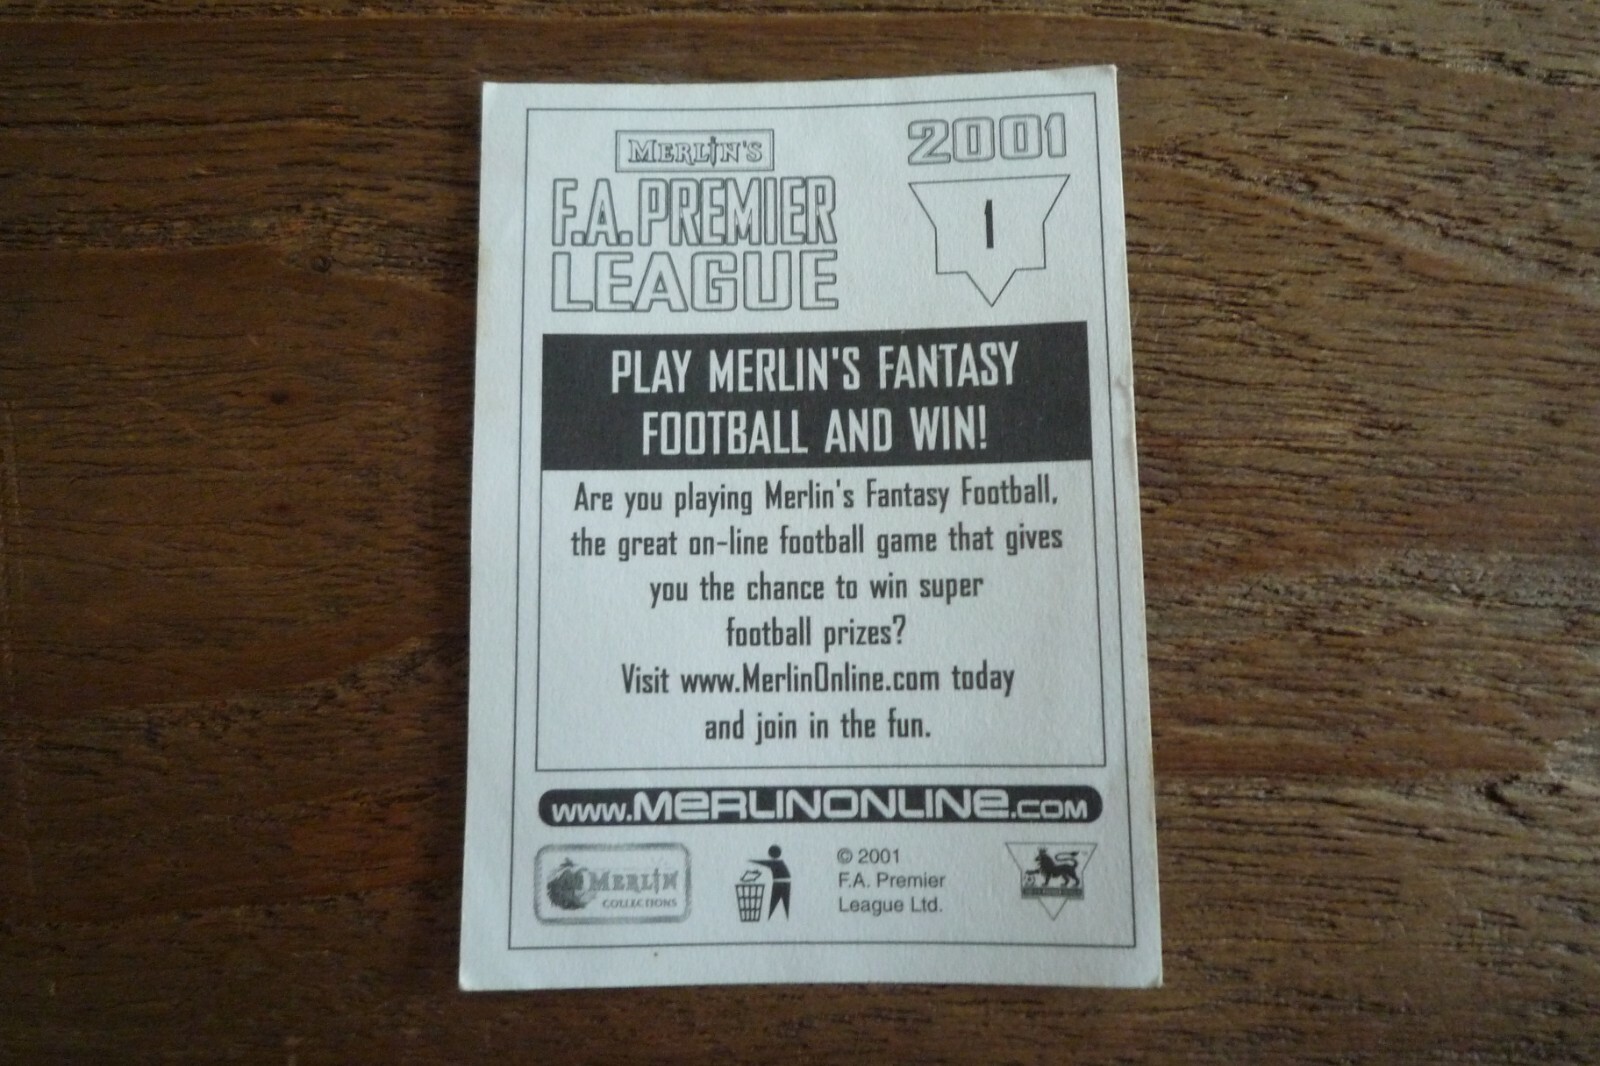 MERLIN'S
F.A. PREMIER
LEAGUE
2001
1
PLAY MERLIN'S FANTASY
FOOTBALL AND WIN!
Are you playing Merlin's Fantasy Football,
the great on-line football game that gives
you the chance to win super
football prizes?
Visit www.MerlinOnline.com today
and join in the fun.
www.MERLINONLINE.COM
MERLIN
COLLECTIONS
© 2001
F.A. Premier
League Ltd.